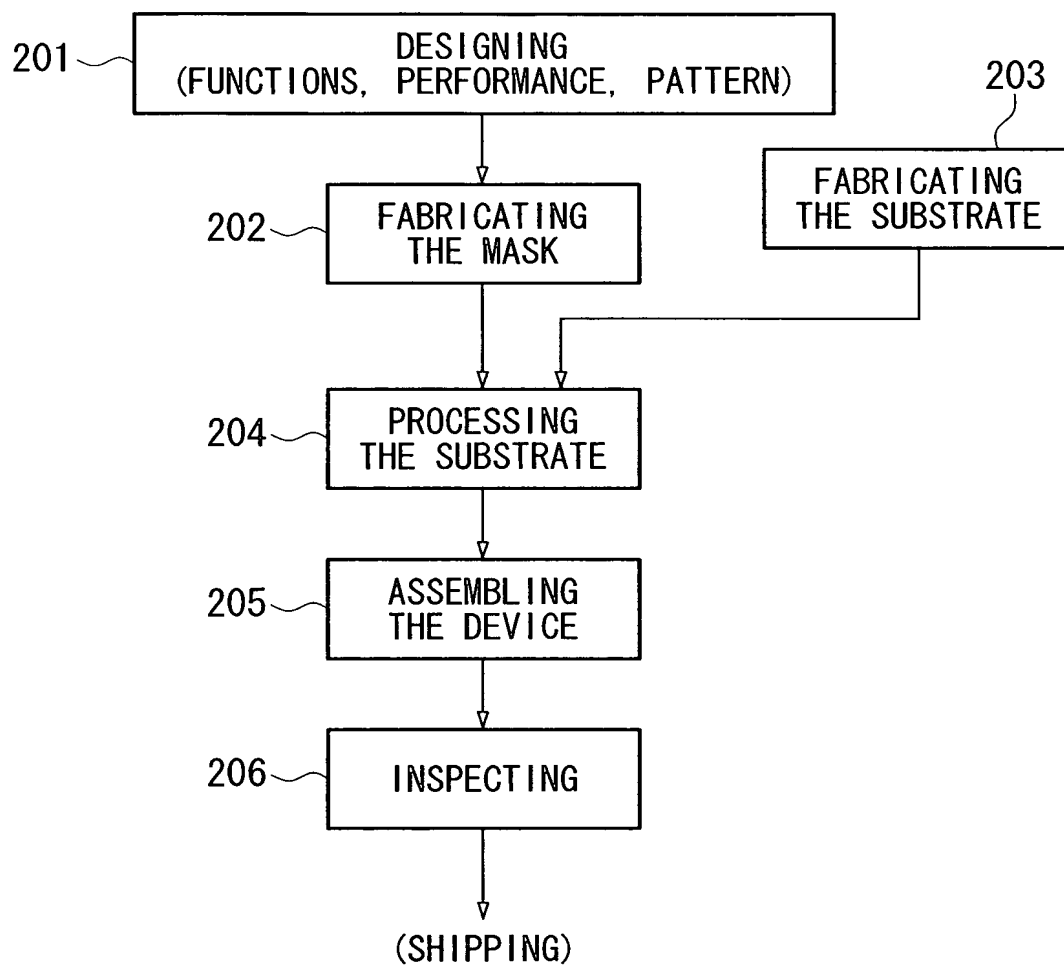 201
DESIGNING
(FUNCTIONS, PERFORMANCE, PATTERN)
203
FABRICATING
THE SUBSTRATE
202
FABRICATING
THE MASK
204
PROCESSING
THE SUBSTRATE
205
ASSEMBLING
THE DEVICE
206
INSPECTING
(SHIPPING)